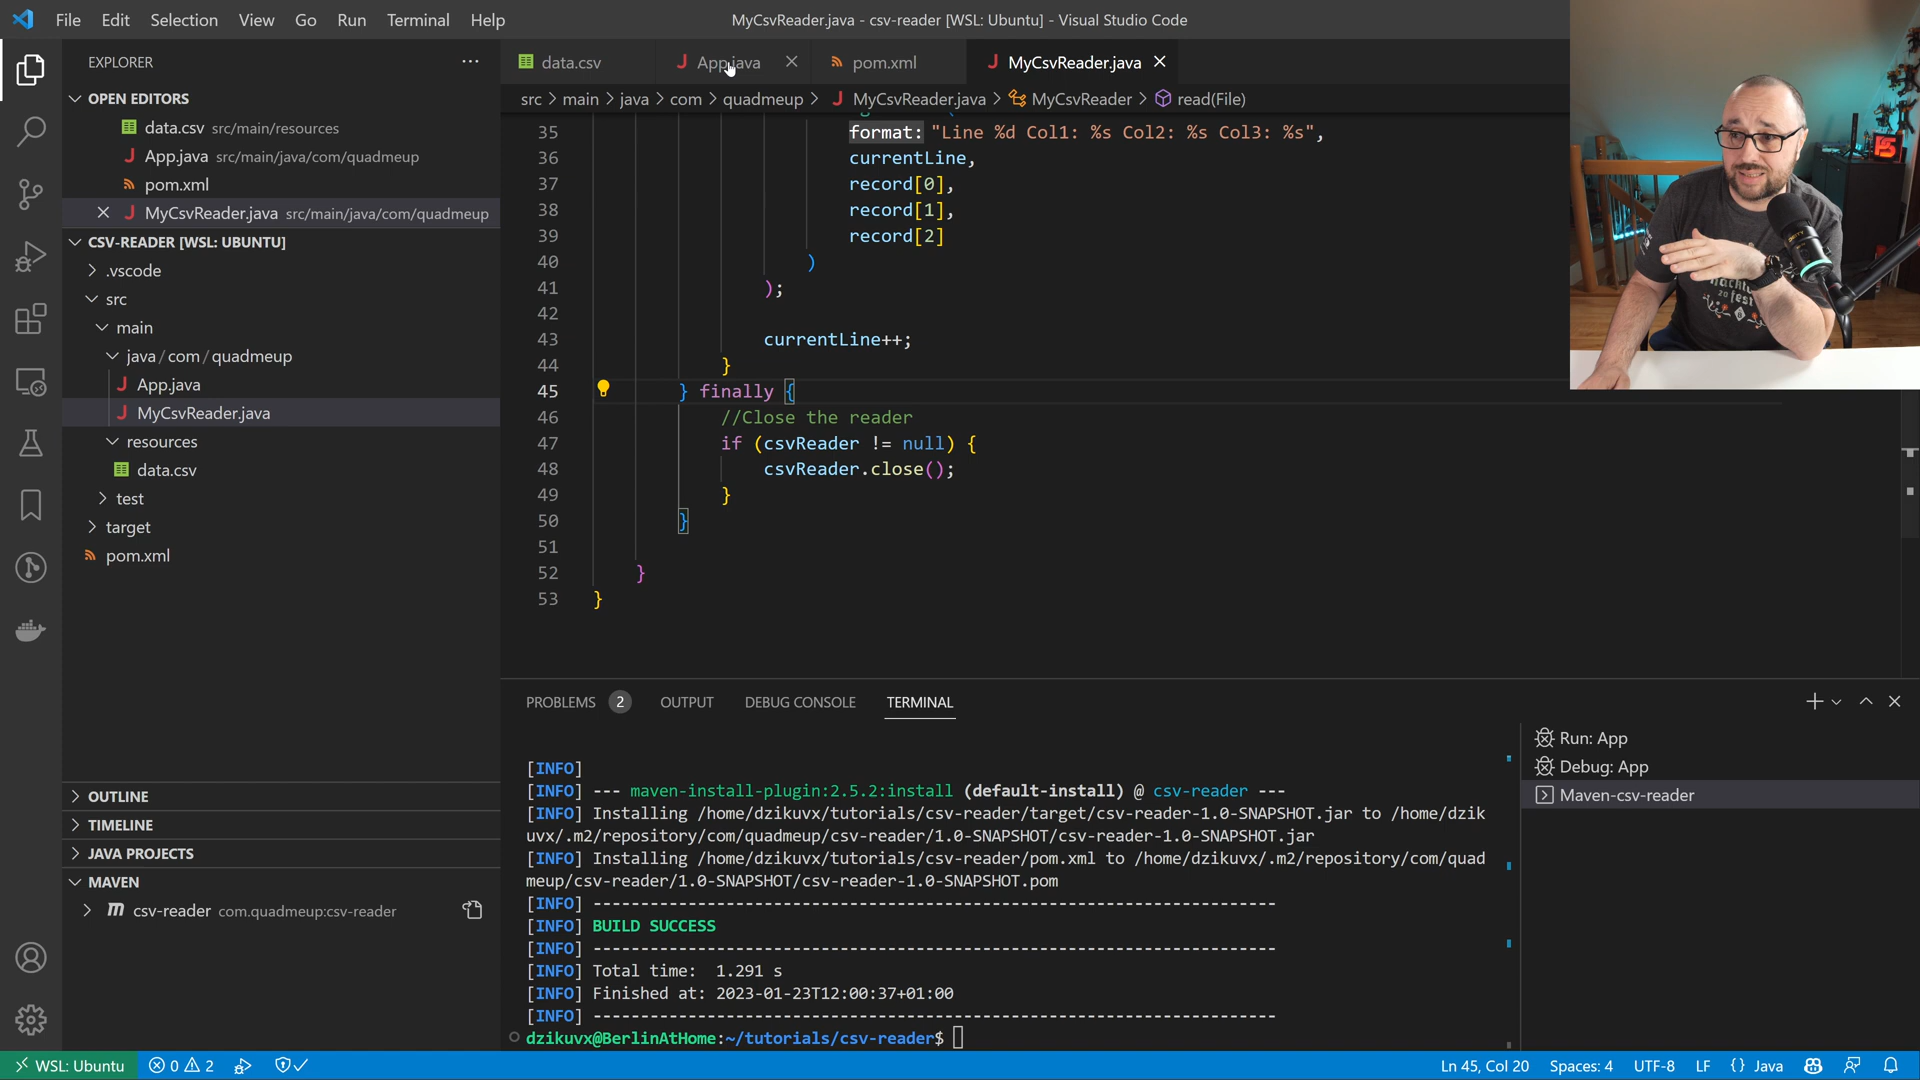 File Edit Selection View Go Run Terminal Help
MyCsvReader.java - csv-reader [WSL: Ubuntu] - Visual Studio Code
EXPLORER
OPEN EDITORS
data.csv src/main/resources
App.java src/main/java/com/quadmeup
pom.xml
MyCsvReader.java src/main/java/com/quadmeup
CSV-READER [WSL: UBUNTU]
.vscode
src
main
java/com/quadmeup
App.java
MyCsvReader.java
resources
data.csv
test
target
pom.xml
OUTLINE
TIMELINE
JAVA PROJECTS
MAVEN
csv-reader com.quadmeup:csv-reader
data.csv App.java pom.xml MyCsvReader.java
src > main > java > com > quadmeup > MyCsvReader.java > MyCsvReader > read(File)
35 format: "Line %d Col1: %s Col2: %s Col3: %s",
36 currentLine,
37 record[0],
38 record[1],
39 record[2]
40 )
41 );
42
43 currentLine++;
44 }
45 } finally {
46 //Close the reader
47 if (csvReader != null) {
48 csvReader.close();
49 }
50 }
51
52 }
53 }
PROBLEMS 2 OUTPUT DEBUG CONSOLE TERMINAL
[INFO]
[INFO] --- maven-install-plugin:2.5.2:install (default-install) @ csv-reader ---
[INFO] Installing /home/dzikuvx/tutorials/csv-reader/target/csv-reader-1.0-SNAPSHOT.jar to /home/dzik
uvx/.m2/repository/com/quadmeup/csv-reader/1.0-SNAPSHOT/csv-reader-1.0-SNAPSHOT.jar
[INFO] Installing /home/dzikuvx/tutorials/csv-reader/pom.xml to /home/dzikuvx/.m2/repository/com/quad
meup/csv-reader/1.0-SNAPSHOT/csv-reader-1.0-SNAPSHOT.pom
[INFO] ------------------------------------------------------------------------
[INFO] BUILD SUCCESS
[INFO] ------------------------------------------------------------------------
[INFO] Total time:  1.291 s
[INFO] Finished at: 2023-01-23T12:00:37+01:00
[INFO] ------------------------------------------------------------------------
dzikuvx@BerlinAtHome:~/tutorials/csv-reader$
Run: App
Debug: App
Maven-csv-reader
WSL: Ubuntu 0 2
Ln 45, Col 20 Spaces: 4 UTF-8 LF {} Java